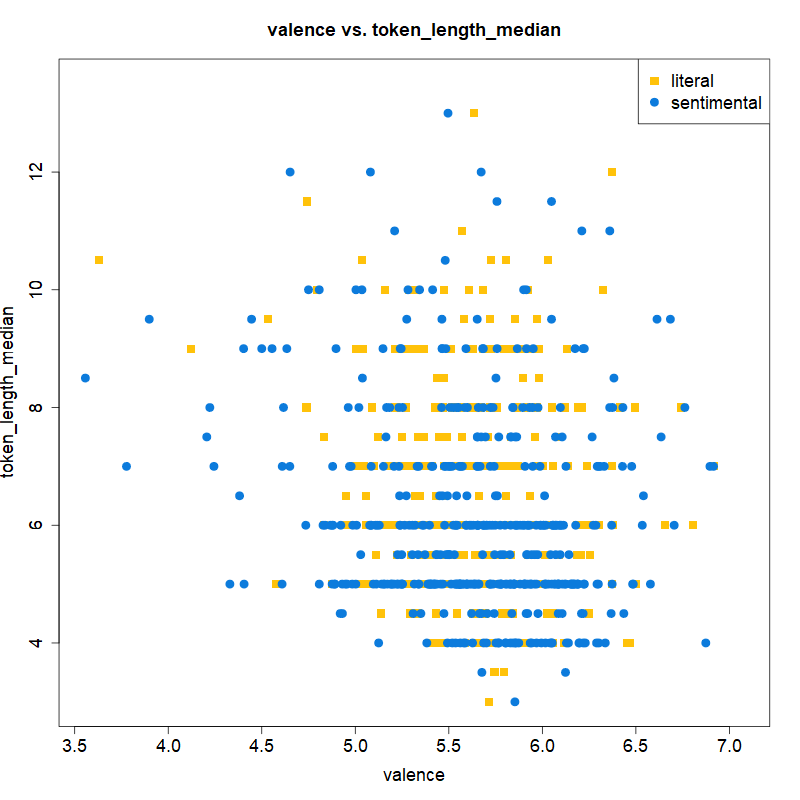 valence vs. token_length_median
literal
sentimental
token_length_median
12
10
8
6
4
3.5 4.0 4.5 5.0 5.5 6.0 6.5 7.0
valence